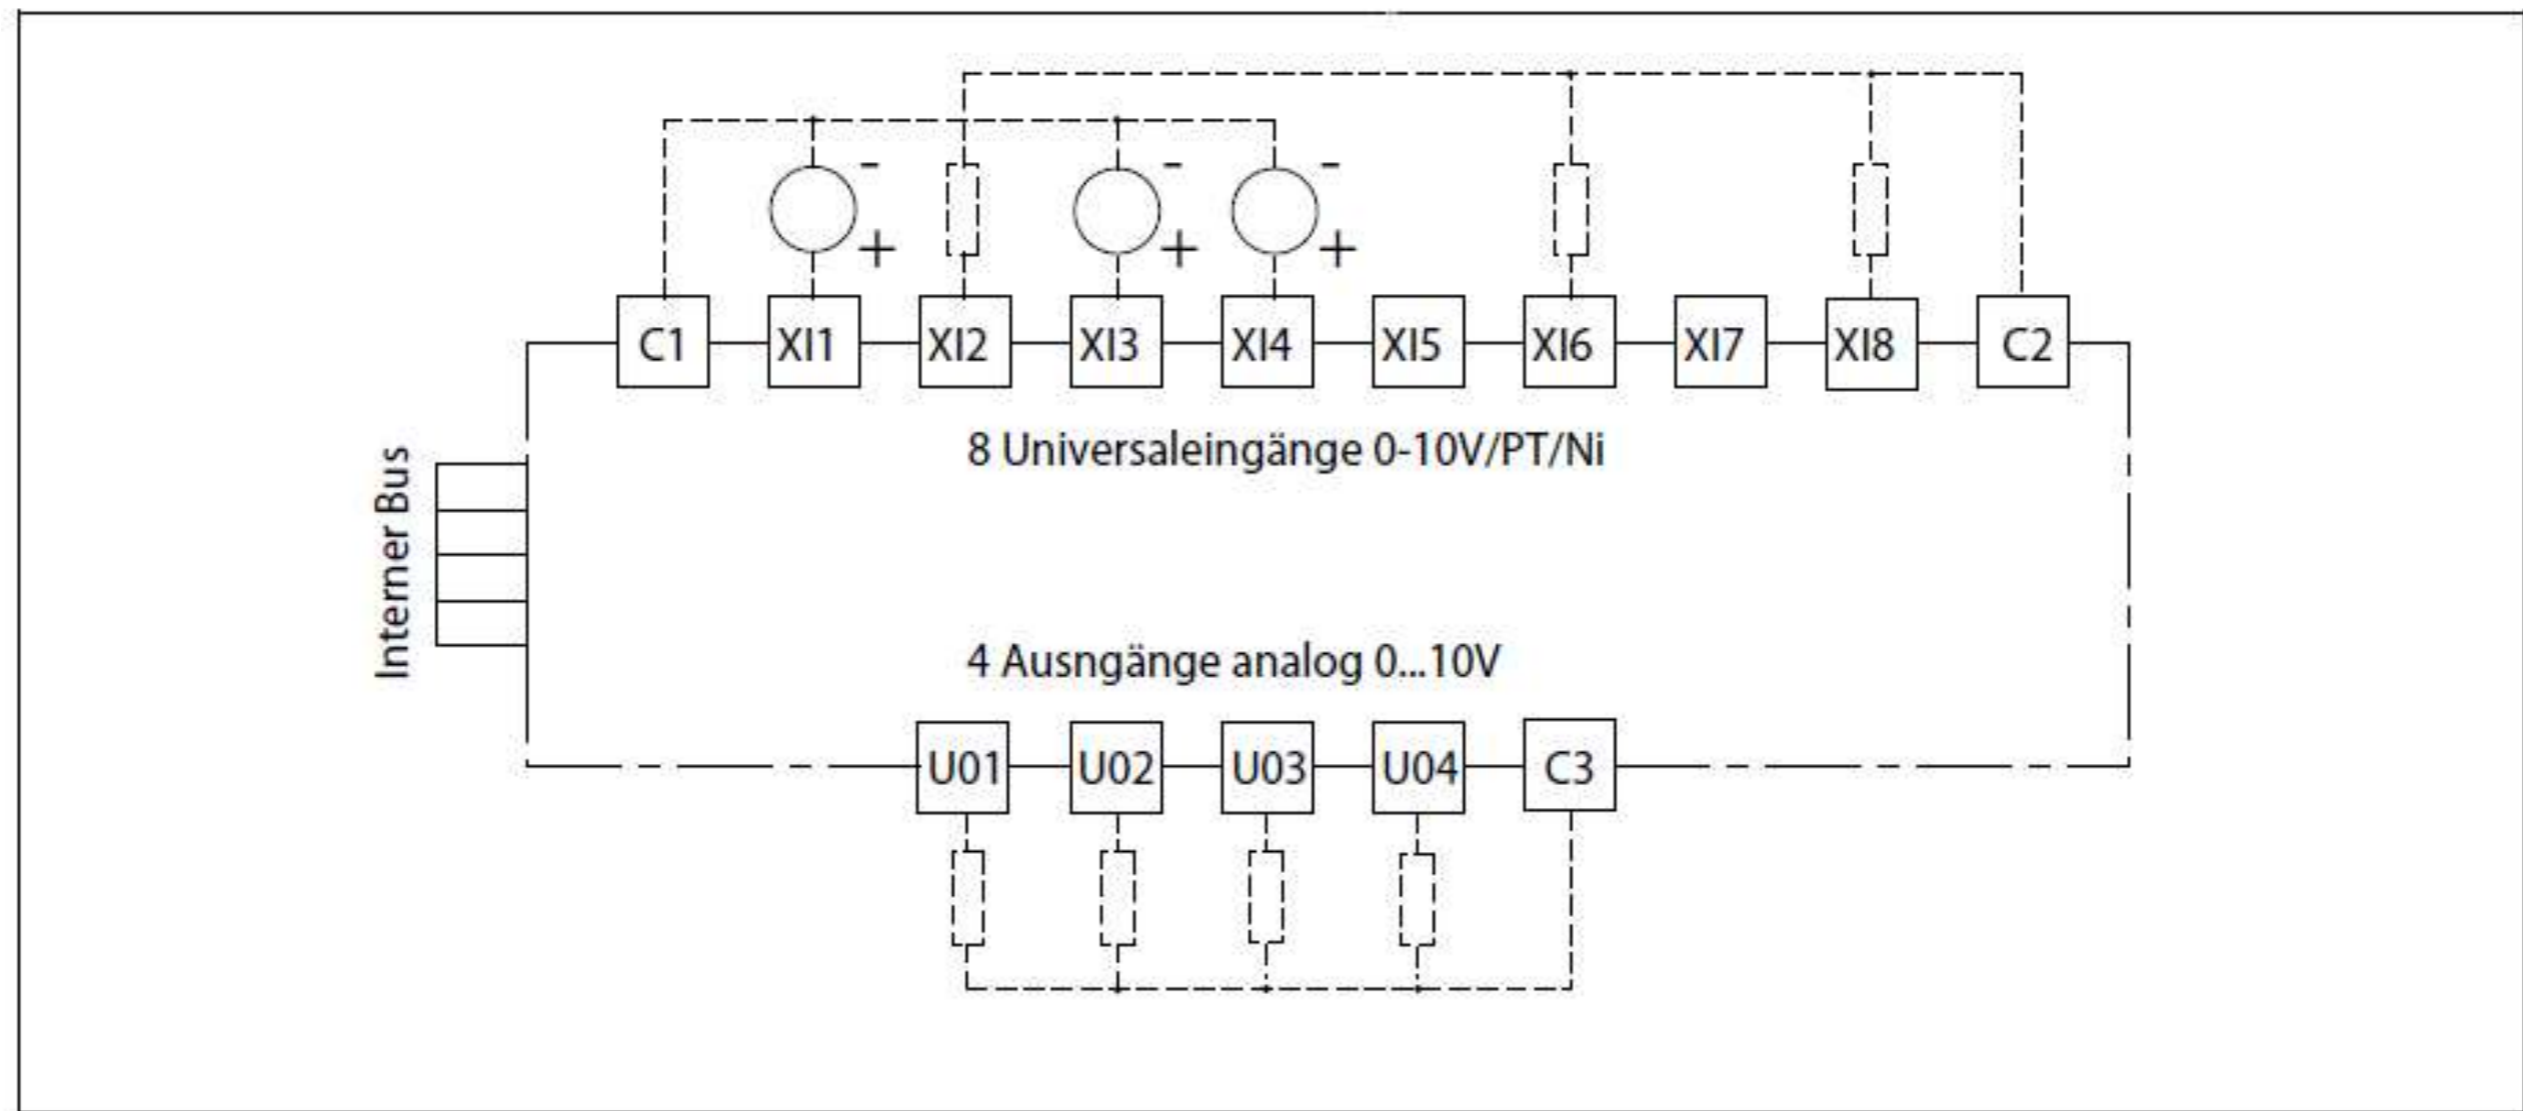 - - -
+ + +
C1 XI1 XI2 XI3 XI4 XI5 XI6 XI7 XI8 C2
8 Universaleingänge 0-10V/PT/Ni
Interner Bus
4 Ausngänge analog 0...10V
U01 U02 U03 U04 C3